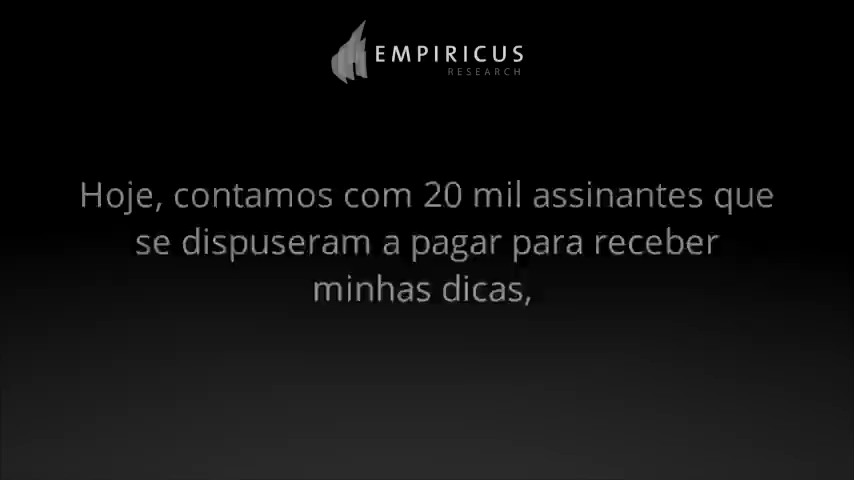 EMPIRICUS
RESEARCH
Hoje, contamos com 20 mil assinantes que
se dispuseram a pagar para receber
minhas dicas,